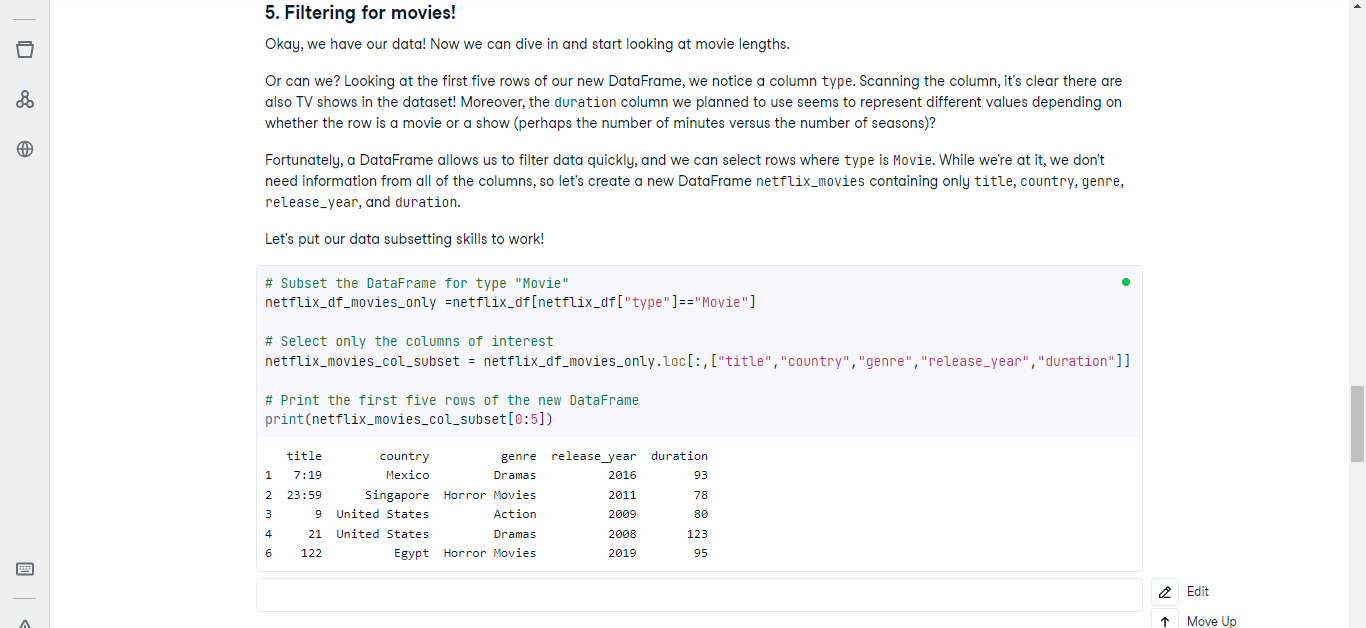 5. Filtering for movies!
Okay, we have our data! Now we can dive in and start looking at movie lengths.
Or can we? Looking at the first five rows of our new DataFrame, we notice a column type. Scanning the column, it's clear there are
also TV shows in the dataset! Moreover, the duration column we planned to use seems to represent different values depending on
whether the row is a movie or a show (perhaps the number of minutes versus the number of seasons)?
Fortunately, a DataFrame allows us to filter data quickly, and we can select rows where type is Movie. While we're at it, we don't
need information from all of the columns, so let's create a new DataFrame netflix_movies containing only title, country, genre,
release_year, and duration.
Let's put our data subsetting skills to work!
# Subset the DataFrame for type "Movie"
netflix_df_movies_only =netflix_df[netflix_df["type"]=="Movie"]
# Select only the columns of interest
netflix_movies_col_subset = netflix_df_movies_only.loc[:,["title","country","genre","release_year","duration"]]
# Print the first five rows of the new DataFrame
print(netflix_movies_col_subset[0:5])
title country genre release_year duration
1 7:19 Mexico Dramas 2016 93
2 23:59 Singapore Horror Movies 2011 78
3 9 United States Action 2009 80
4 21 United States Dramas 2008 123
6 122 Egypt Horror Movies 2019 95
Edit
Move Up